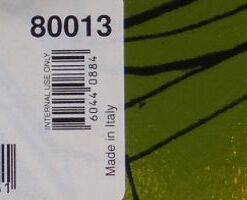 80013
INTERNAL USE ONLY
6044 0884
Made in Italy